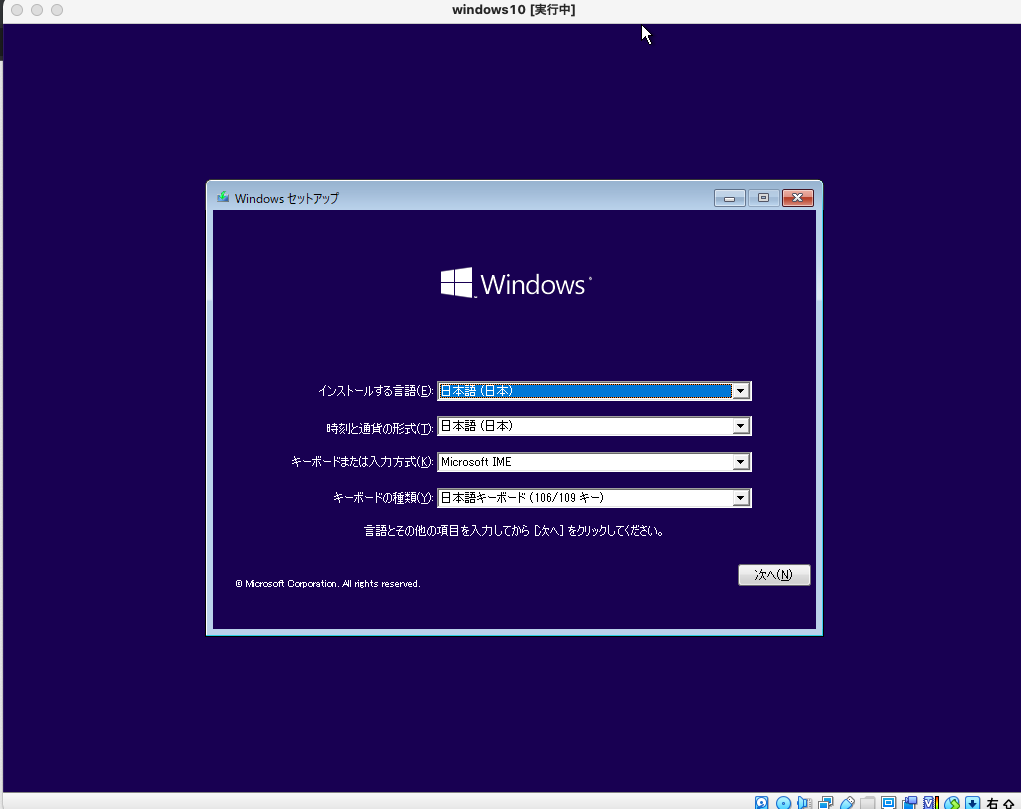 windows10 [実行中]
Windows セットアップ
Windows
インストールする言語(E): 日本語 (日本)
時刻と通貨の形式(T): 日本語 (日本)
キーボードまたは入力方式(K): Microsoft IME
キーボードの種類(Y): 日本語キーボード (106/109 キー)
言語とその他の項目を入力してから [次へ] をクリックしてください。
© Microsoft Corporation. All rights reserved.
次へ(N)
右